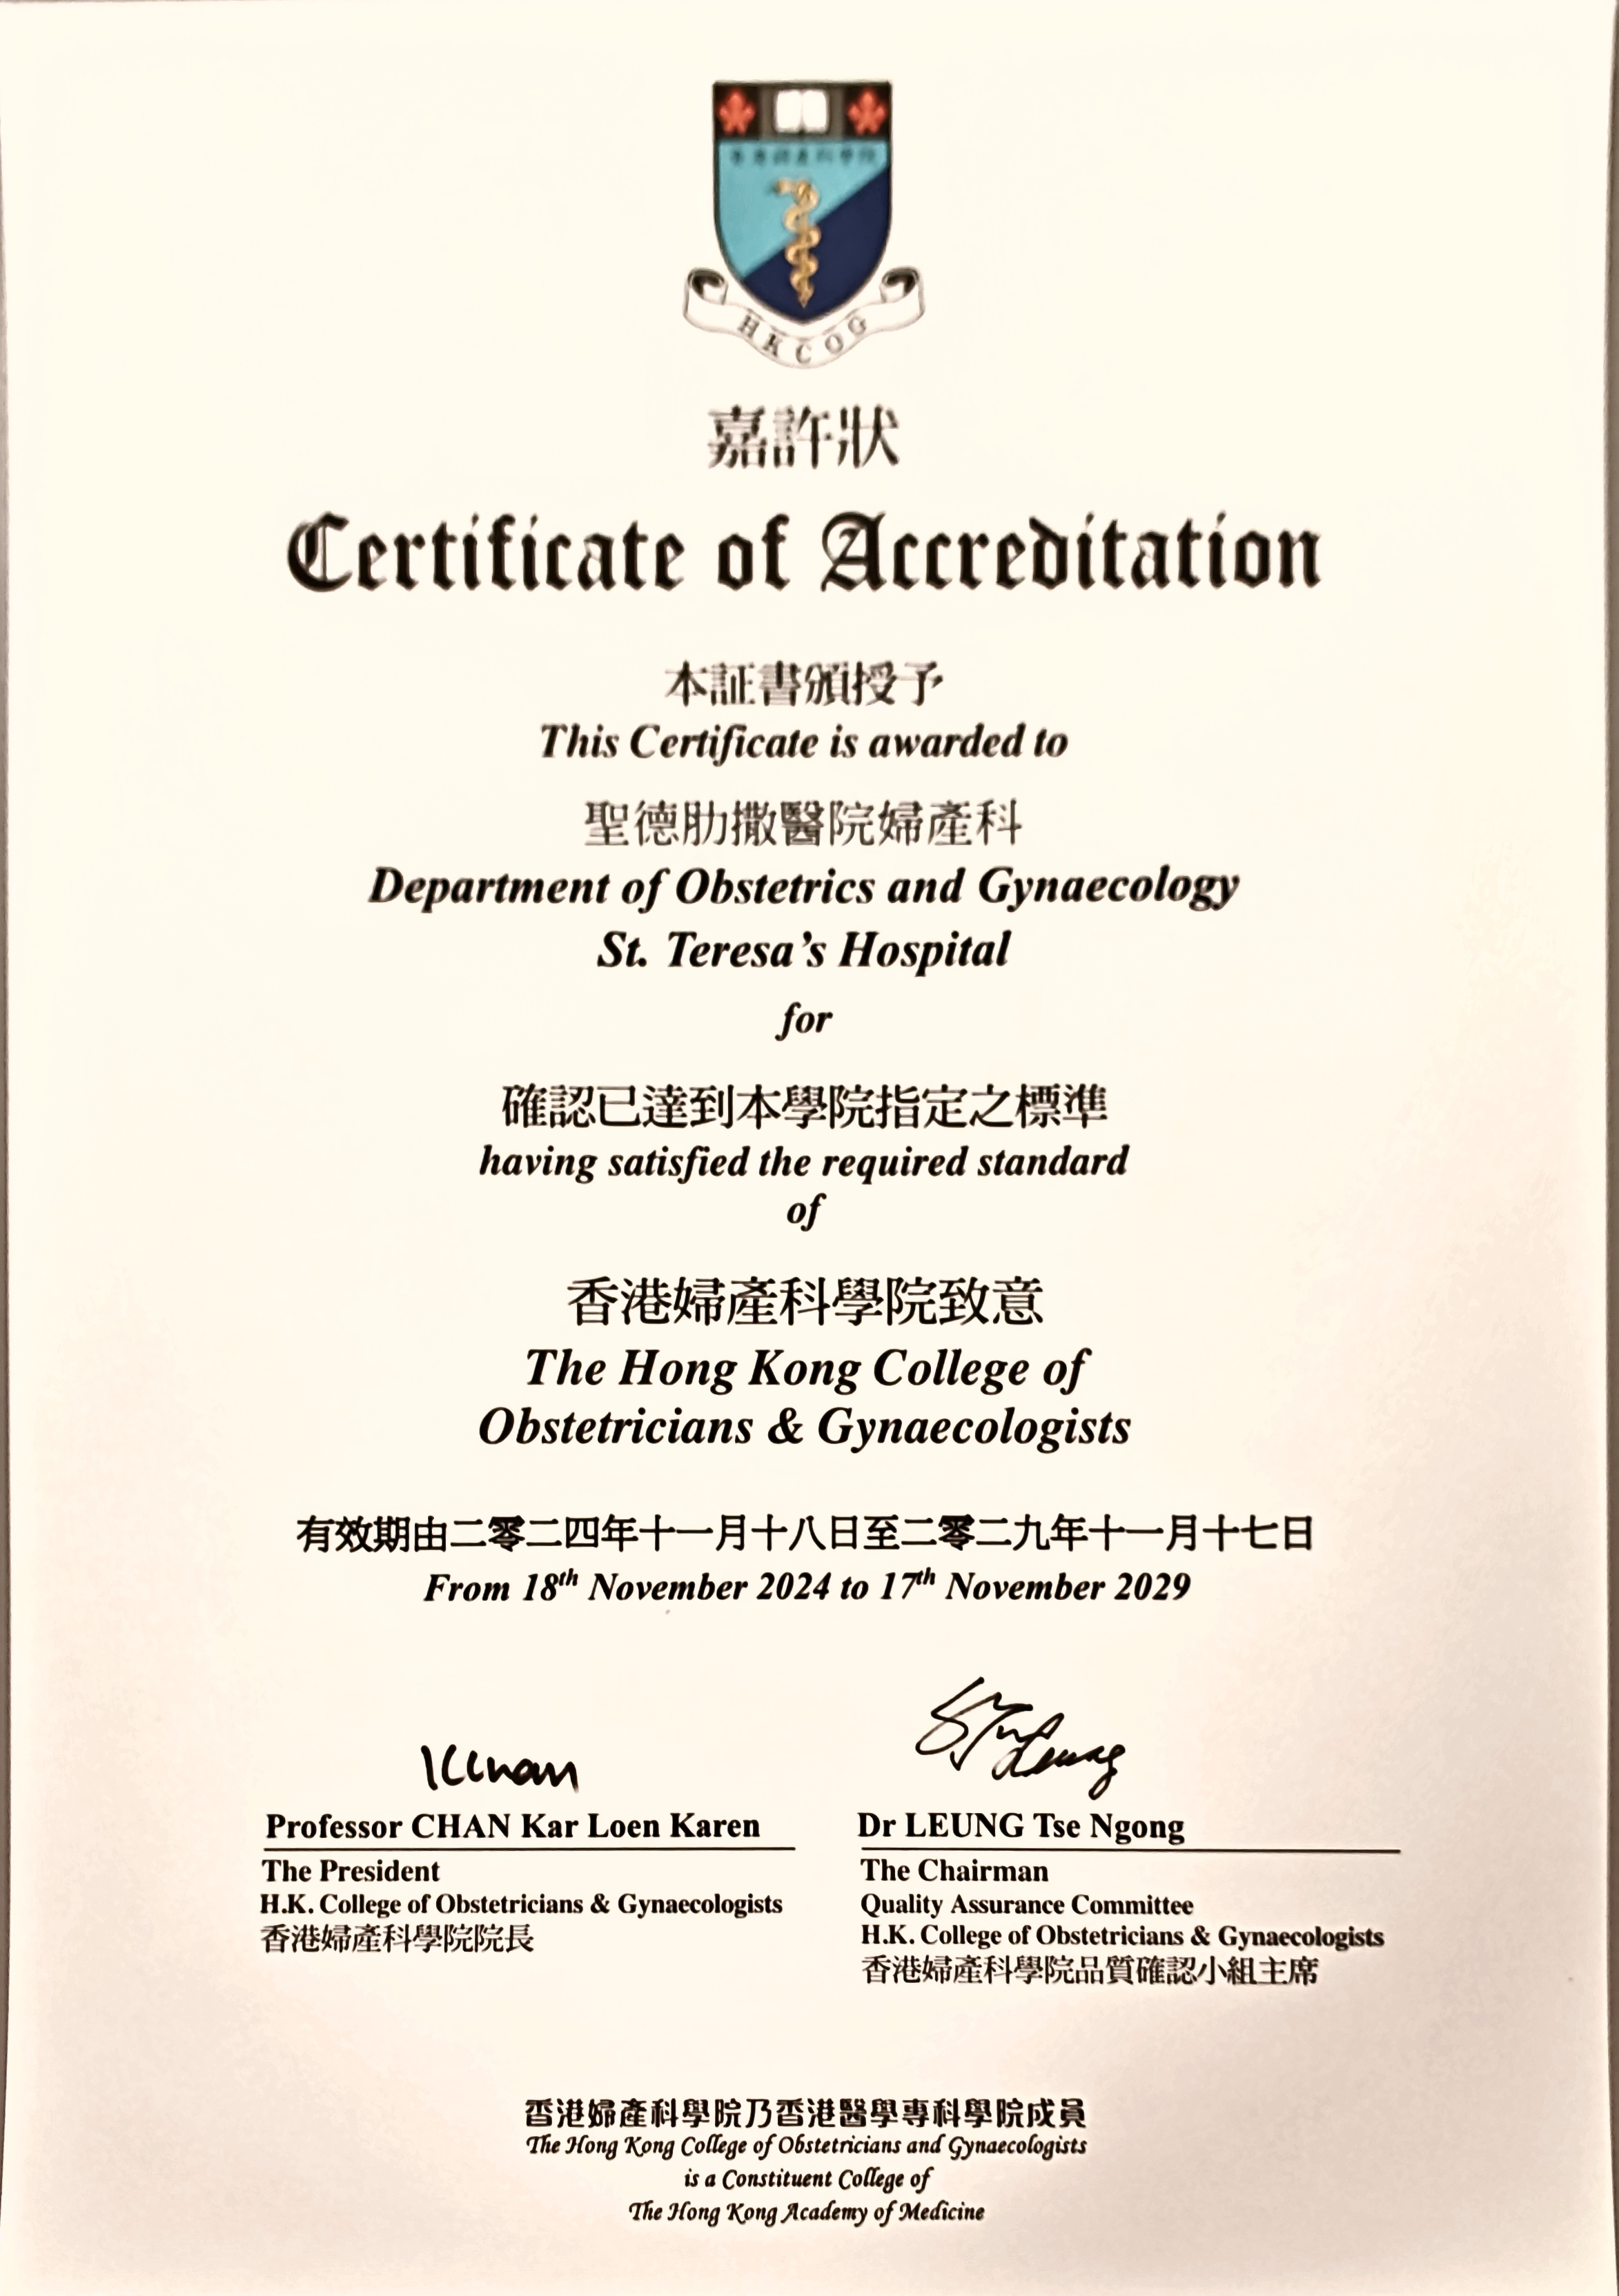 香港婦產科學院
HKCOG
嘉許狀
Certificate of Accreditation
本証書頒授予
This Certificate is awarded to
聖德肋撒醫院婦產科
Department of Obstetrics and Gynaecology
St. Teresa's Hospital
for
確認已達到本學院指定之標準
having satisfied the required standard
of
香港婦產科學院致意
The Hong Kong College of
Obstetricians & Gynaecologists
有效期由二零二四年十一月十八日至二零二九年十一月十七日
From 18th November 2024 to 17th November 2029
Professor CHAN Kar Loen Karen
The President
H.K. College of Obstetricians & Gynaecologists
香港婦產科學院院長
Dr LEUNG Tse Ngong
The Chairman
Quality Assurance Committee
H.K. College of Obstetricians & Gynaecologists
香港婦產科學院品質確認小組主席
香港婦產科學院乃香港醫學專科學院成員
The Hong Kong College of Obstetricians and Gynaecologists
is a Constituent College of
The Hong Kong Academy of Medicine